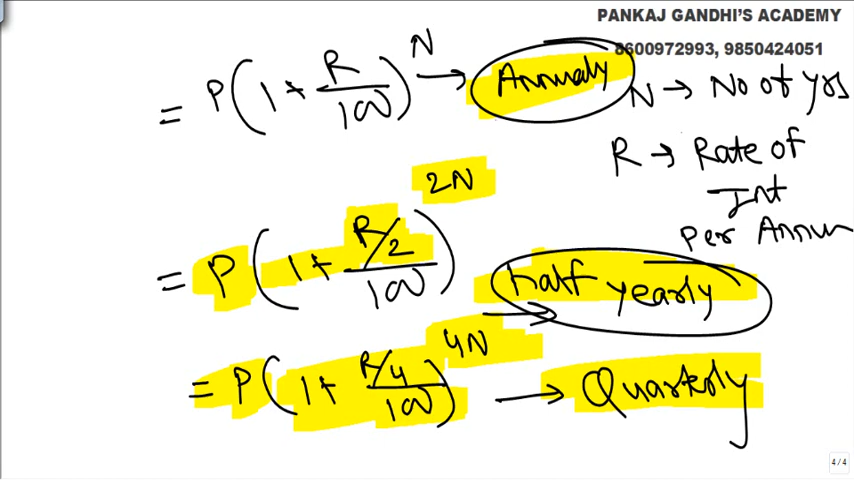 PANKAJ GANDHI'S ACADEMY
8600972993, 9850424051
= P(1 + R/100)^N → Annualy
N → No of yrs
R → Rate of
Int
Per Annum
= P(1 + (R/2)/100)^2N → half yearly
= P(1 + (R/4)/100)^4N → Quarterly
4/4